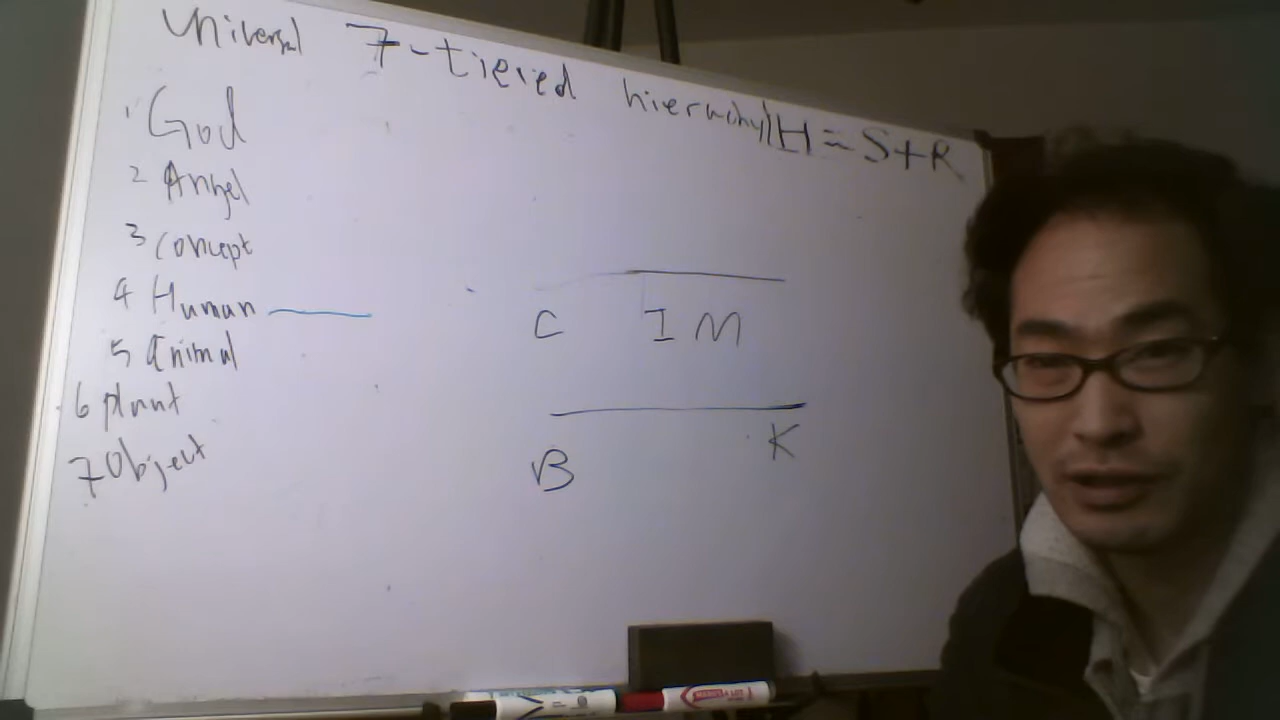 Universal 7-tiered hierarchy H = S+R
1 God
2 Angel
3 concept
4 Human
5 Animal
6 plant
7 Object
C I M
B K